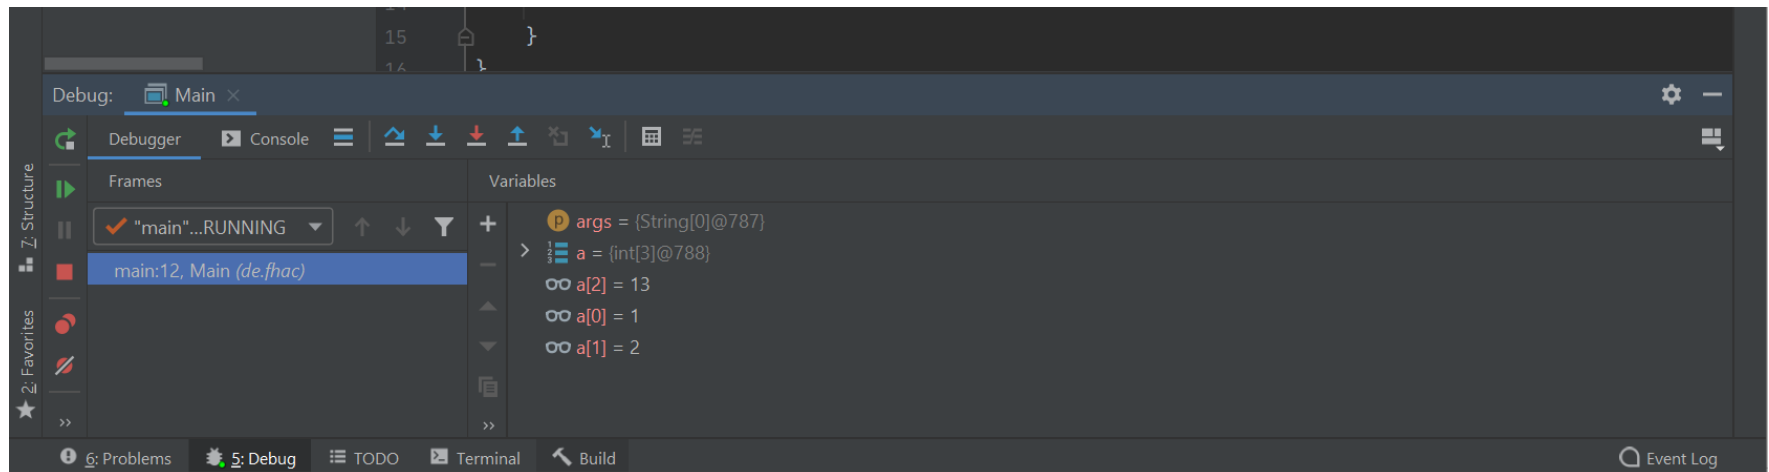 14
15 }
16 }
Debug: Main
Debugger Console
Frames Variables
"main"...RUNNING
main:12, Main (de.fhac)
args = {String[0]@787}
a = {int[3]@788}
a[2] = 13
a[0] = 1
a[1] = 2
7: Structure
2: Favorites
6: Problems 5: Debug TODO Terminal Build Event Log